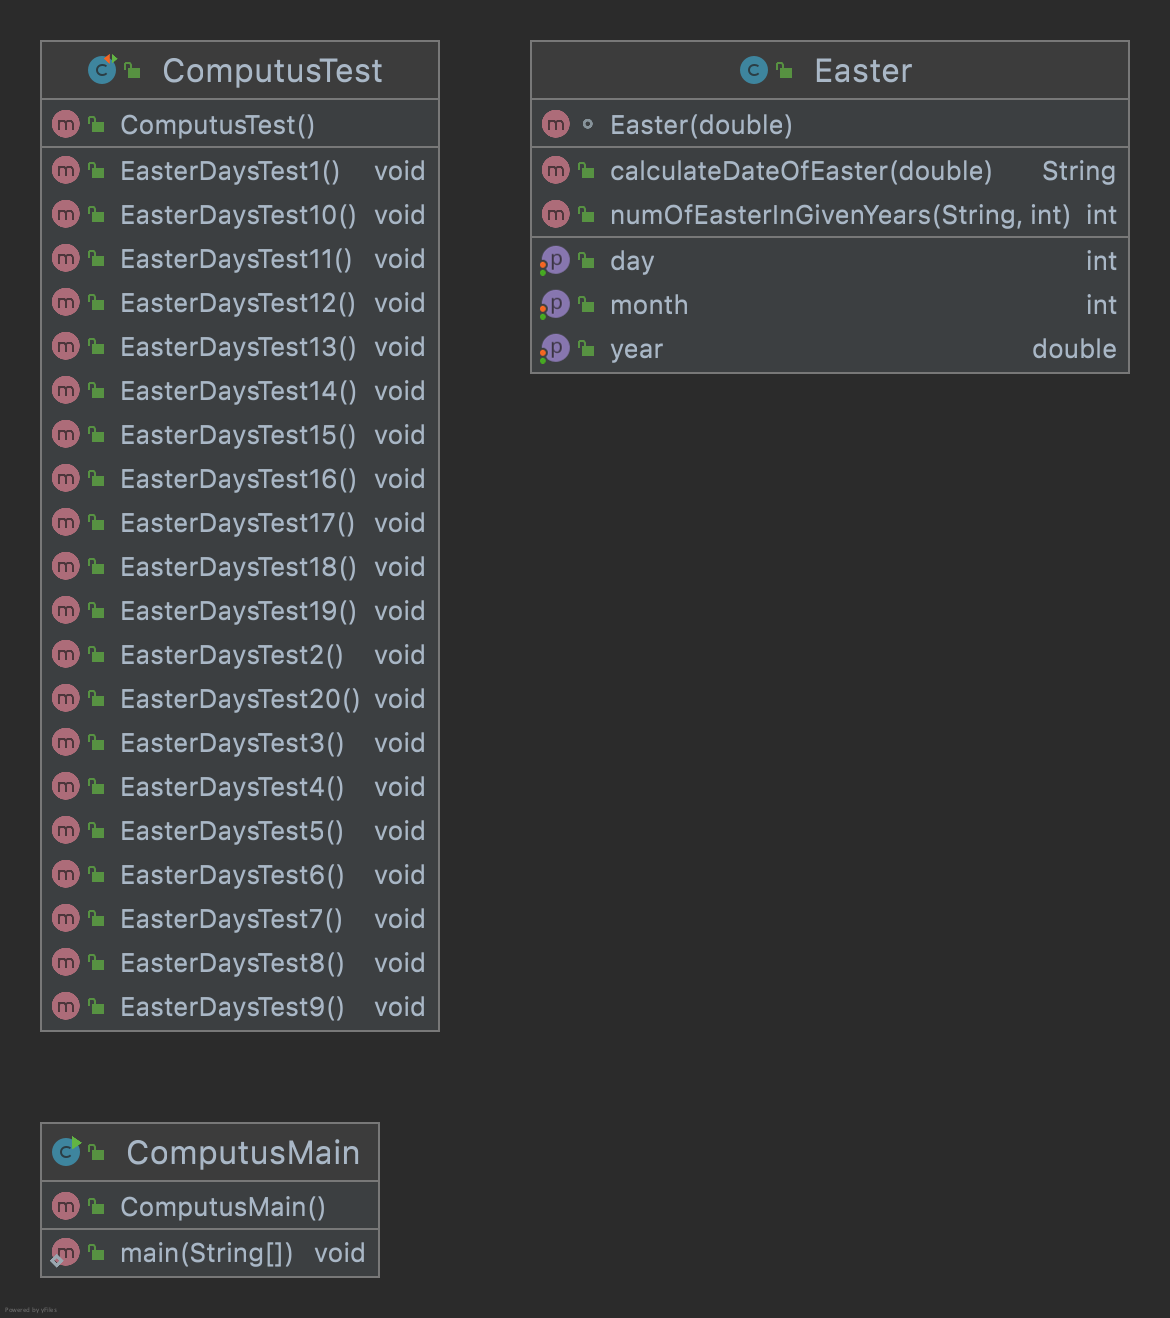 ComputusTest
ComputusTest()
EasterDaysTest1() void
EasterDaysTest10() void
EasterDaysTest11() void
EasterDaysTest12() void
EasterDaysTest13() void
EasterDaysTest14() void
EasterDaysTest15() void
EasterDaysTest16() void
EasterDaysTest17() void
EasterDaysTest18() void
EasterDaysTest19() void
EasterDaysTest2() void
EasterDaysTest20() void
EasterDaysTest3() void
EasterDaysTest4() void
EasterDaysTest5() void
EasterDaysTest6() void
EasterDaysTest7() void
EasterDaysTest8() void
EasterDaysTest9() void
Easter
Easter(double)
calculateDateOfEaster(double) String
numOfEasterInGivenYears(String, int) int
day int
month int
year double
ComputusMain
ComputusMain()
main(String[]) void
Powered by yFiles